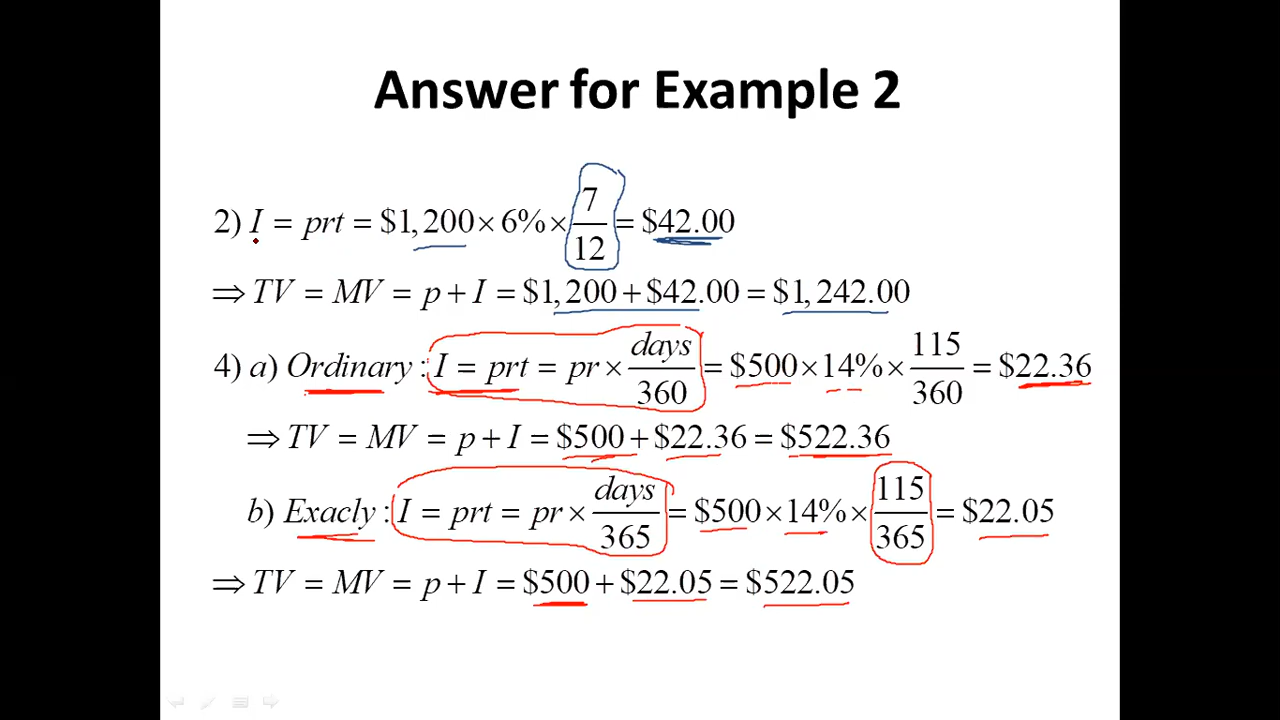 Answer for Example 2
2) I = prt = $1,200 × 6% × 7/12 = $42.00
⇒ TV = MV = p + I = $1,200 + $42.00 = $1,242.00
4) a) Ordinary : I = prt = pr × days/360 = $500 × 14% × 115/360 = $22.36
⇒ TV = MV = p + I = $500 + $22.36 = $522.36
b) Exacly : I = prt = pr × days/365 = $500 × 14% × 115/365 = $22.05
⇒ TV = MV = p + I = $500 + $22.05 = $522.05